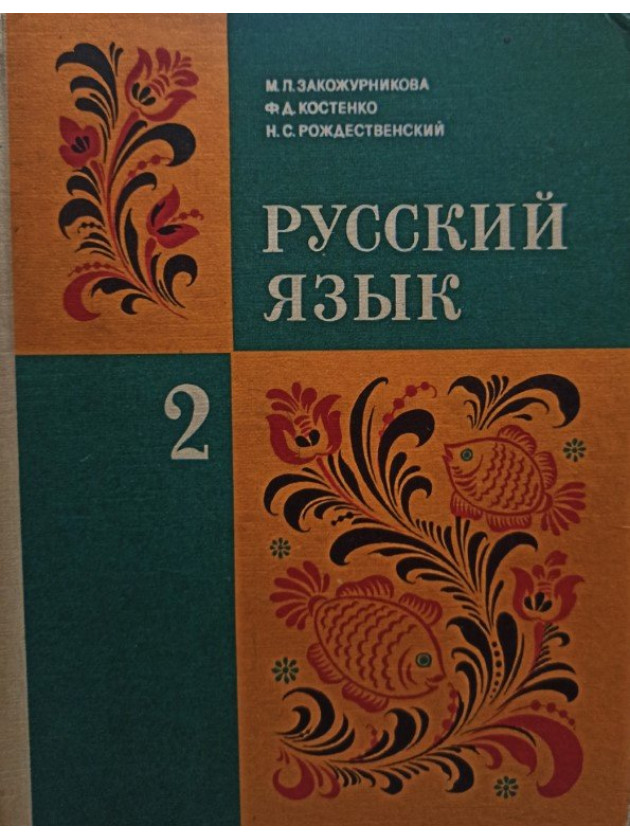 М. Л. ЗАКОЖУРНИКОВА
Ф. Д. КОСТЕНКО
Н. С. РОЖДЕСТВЕНСКИЙ
РУССКИЙ
ЯЗЫК
2